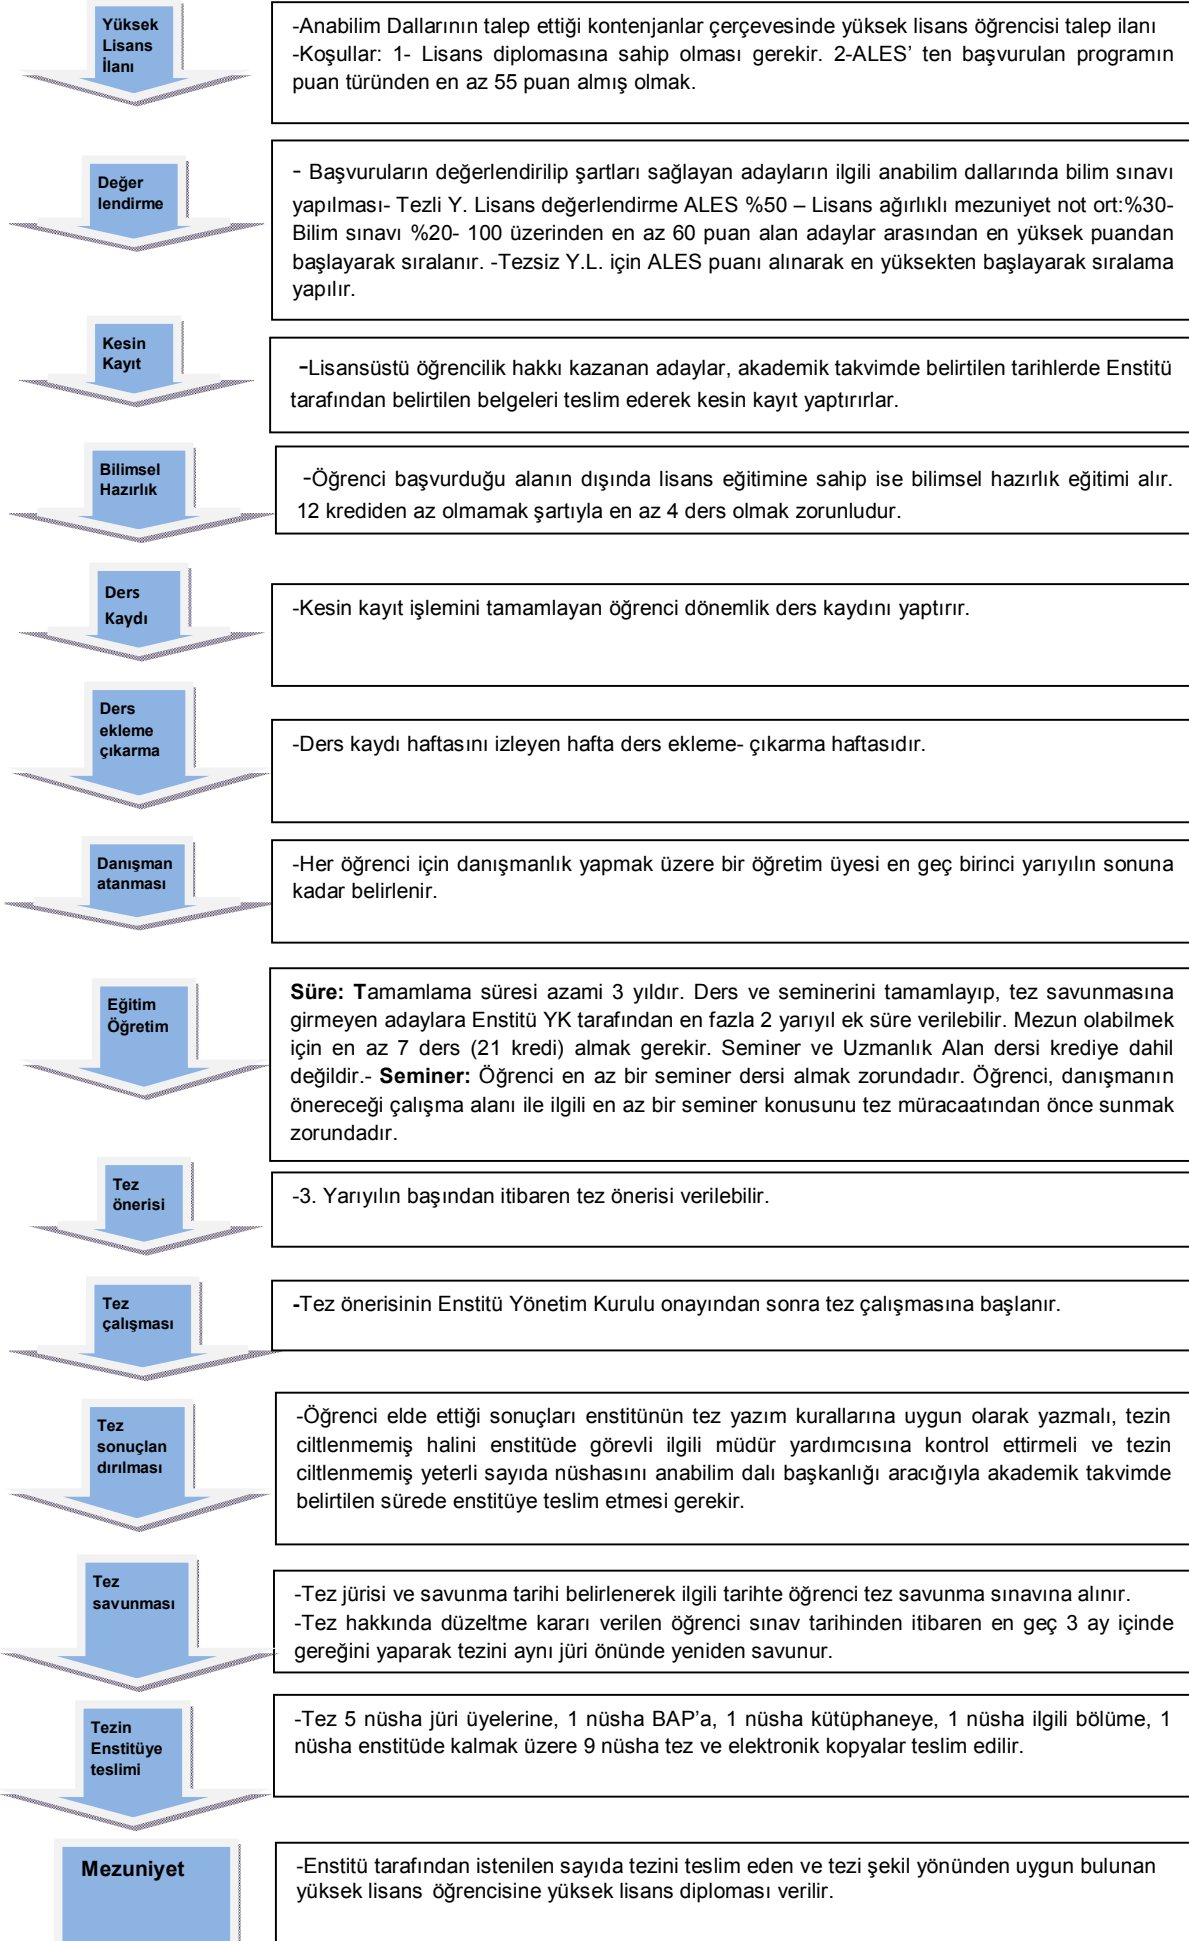 Yüksek
Lisans
İlanı
-Anabilim Dallarının talep ettiği kontenjanlar çerçevesinde yüksek lisans öğrencisi talep ilanı
-Koşullar: 1- Lisans diplomasına sahip olması gerekir. 2-ALES' ten başvurulan programın
puan türünden en az 55 puan almış olmak.
Değer
lendirme
- Başvuruların değerlendirilip şartları sağlayan adayların ilgili anabilim dallarında bilim sınavı
yapılması- Tezli Y. Lisans değerlendirme ALES %50 – Lisans ağırlıklı mezuniyet not ort:%30-
Bilim sınavı %20- 100 üzerinden en az 60 puan alan adaylar arasından en yüksek puandan
başlayarak sıralanır. -Tezsiz Y.L. için ALES puanı alınarak en yüksekten başlayarak sıralama
yapılır.
Kesin
Kayıt
-Lisansüstü öğrencilik hakkı kazanan adaylar, akademik takvimde belirtilen tarihlerde Enstitü
tarafından belirtilen belgeleri teslim ederek kesin kayıt yaptırırlar.
Bilimsel
Hazırlık
-Öğrenci başvurduğu alanın dışında lisans eğitimine sahip ise bilimsel hazırlık eğitimi alır.
12 krediden az olmamak şartıyla en az 4 ders olmak zorunludur.
Ders
Kaydı
-Kesin kayıt işlemini tamamlayan öğrenci dönemlik ders kaydını yaptırır.
Ders
ekleme
çıkarma
-Ders kaydı haftasını izleyen hafta ders ekleme- çıkarma haftasıdır.
Danışman
atanması
-Her öğrenci için danışmanlık yapmak üzere bir öğretim üyesi en geç birinci yarıyılın sonuna
kadar belirlenir.
Eğitim
Öğretim
Süre: Tamamlama süresi azami 3 yıldır. Ders ve seminerini tamamlayıp, tez savunmasına
girmeyen adaylara Enstitü YK tarafından en fazla 2 yarıyıl ek süre verilebilir. Mezun olabilmek
için en az 7 ders (21 kredi) almak gerekir. Seminer ve Uzmanlık Alan dersi krediye dahil
değildir.- Seminer: Öğrenci en az bir seminer dersi almak zorundadır. Öğrenci, danışmanın
önereceği çalışma alanı ile ilgili en az bir seminer konusunu tez müracaatından önce sunmak
zorundadır.
Tez
önerisi
-3. Yarıyılın başından itibaren tez önerisi verilebilir.
Tez
çalışması
-Tez önerisinin Enstitü Yönetim Kurulu onayından sonra tez çalışmasına başlanır.
Tez
sonuçlan
dırılması
-Öğrenci elde ettiği sonuçları enstitünün tez yazım kurallarına uygun olarak yazmalı, tezin
ciltlenmemiş halini enstitüde görevli ilgili müdür yardımcısına kontrol ettirmeli ve tezin
ciltlenmemiş yeterli sayıda nüshasını anabilim dalı başkanlığı aracığıyla akademik takvimde
belirtilen sürede enstitüye teslim etmesi gerekir.
Tez
savunması
-Tez jürisi ve savunma tarihi belirlenerek ilgili tarihte öğrenci tez savunma sınavına alınır.
-Tez hakkında düzeltme kararı verilen öğrenci sınav tarihinden itibaren en geç 3 ay içinde
gereğini yaparak tezini aynı jüri önünde yeniden savunur.
Tezin
Enstitüye
teslimi
-Tez 5 nüsha jüri üyelerine, 1 nüsha BAP'a, 1 nüsha kütüphaneye, 1 nüsha ilgili bölüme, 1
nüsha enstitüde kalmak üzere 9 nüsha tez ve elektronik kopyalar teslim edilir.
Mezuniyet
-Enstitü tarafından istenilen sayıda tezini teslim eden ve tezi şekil yönünden uygun bulunan
yüksek lisans öğrencisine yüksek lisans diploması verilir.